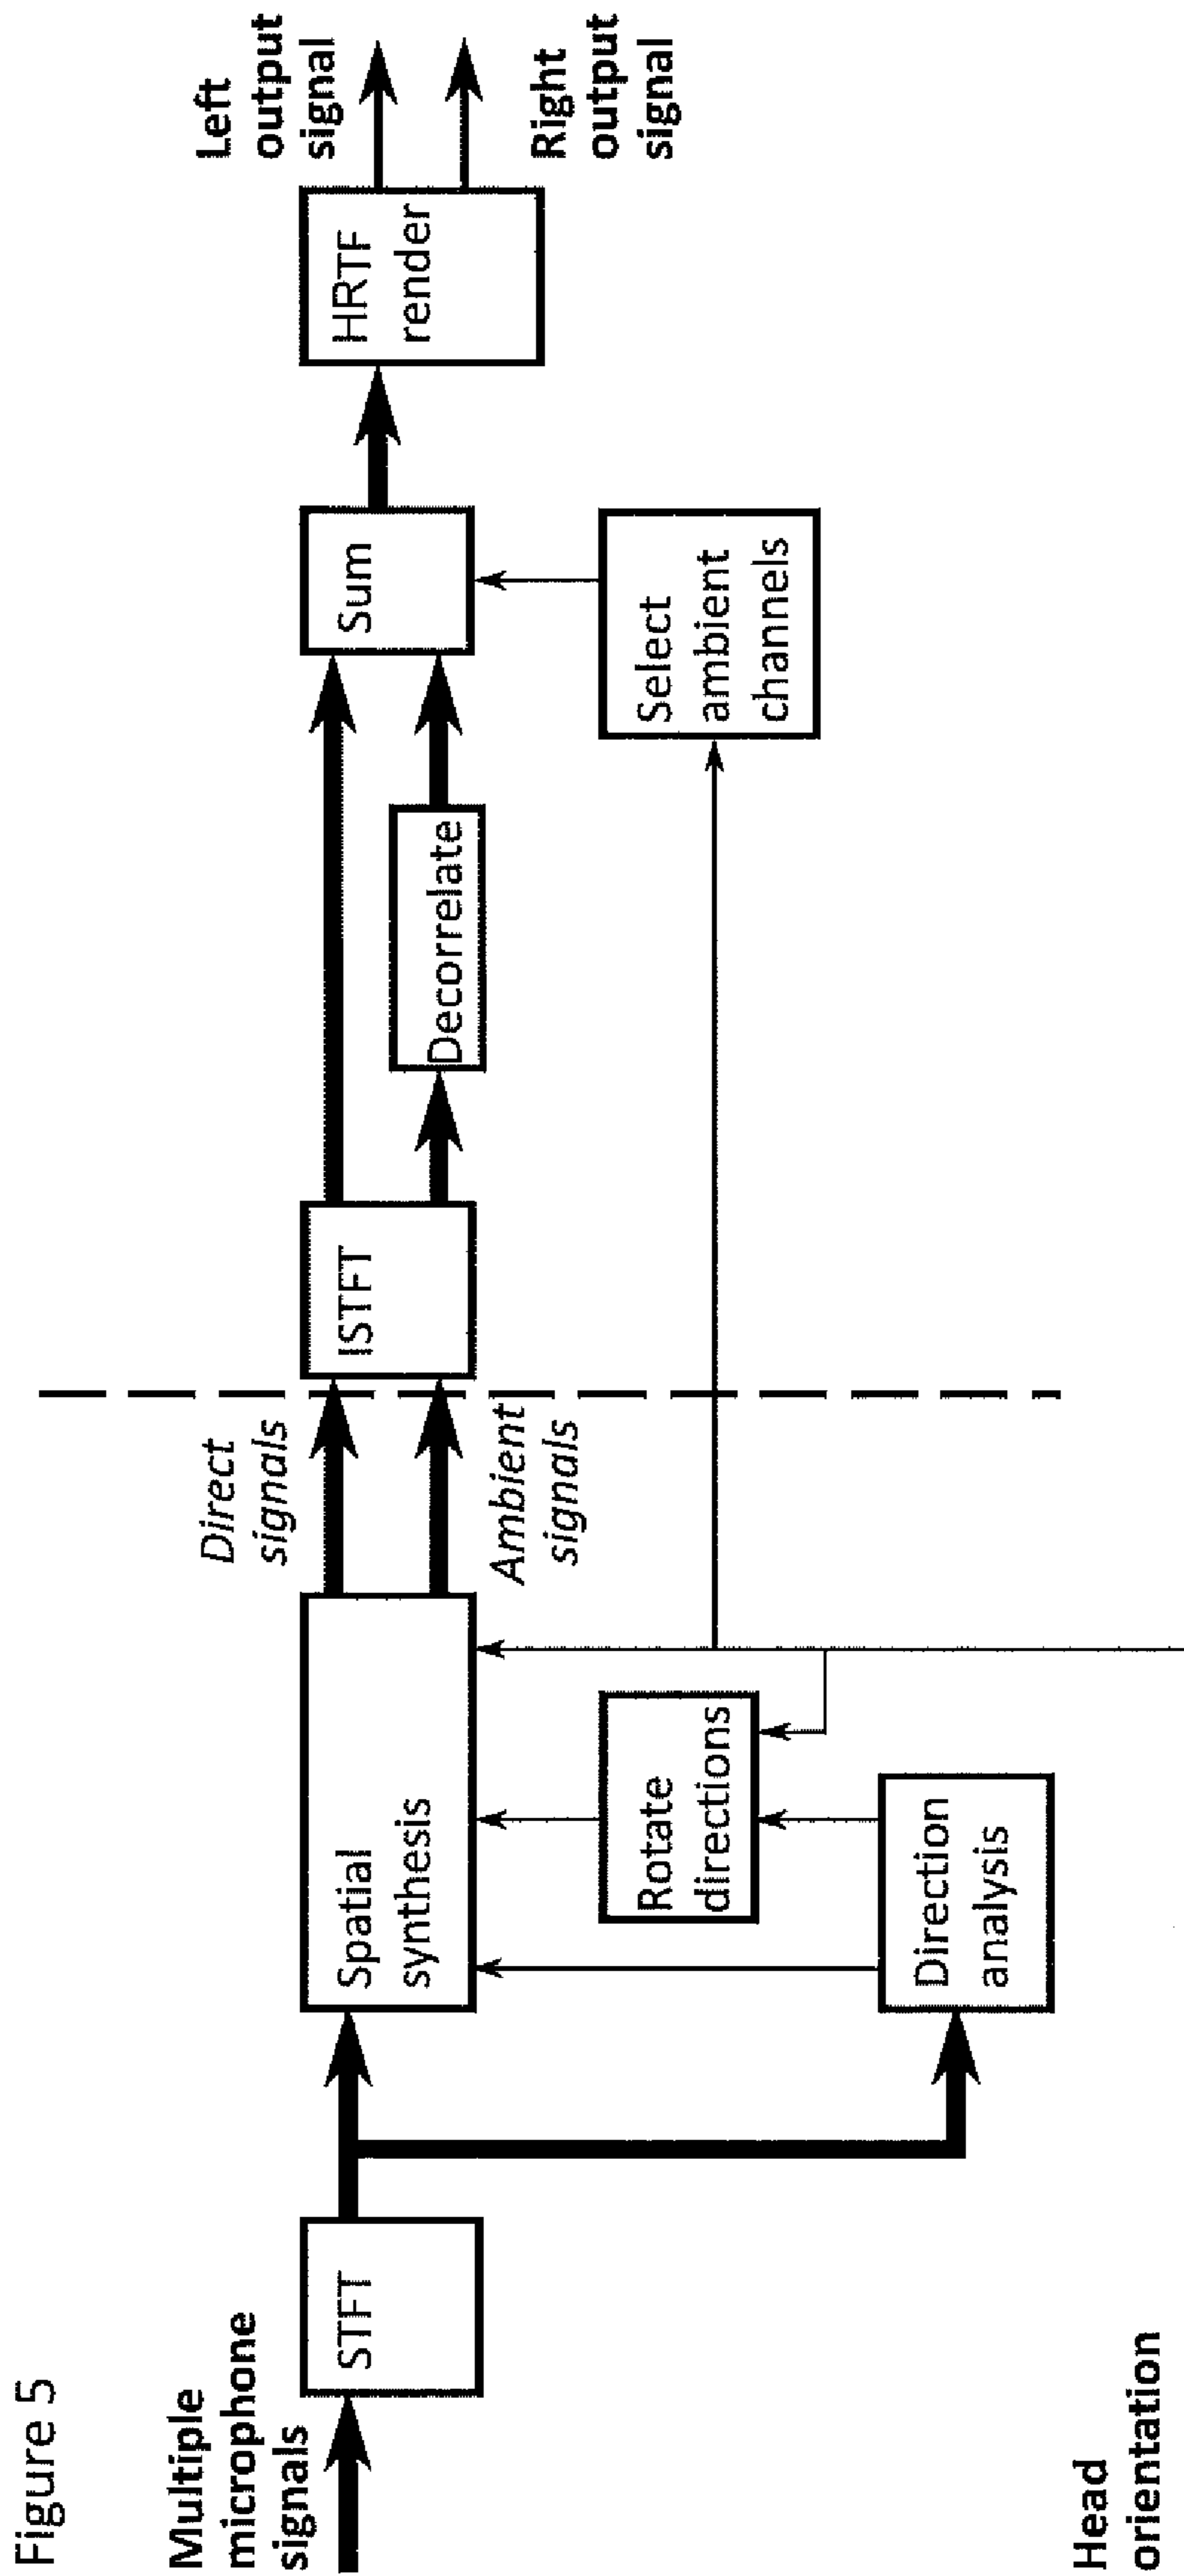 Figure 5
Multiple
microphone
signals
STFT
Spatial
synthesis
Direct
signals
Ambient
signals
ISTFT
Decorrelate
Sum
HRTF
render
Left
output
signal
Right
output
signal
Rotate
directions
Direction
analysis
Select
ambient
channels
Head
orientation